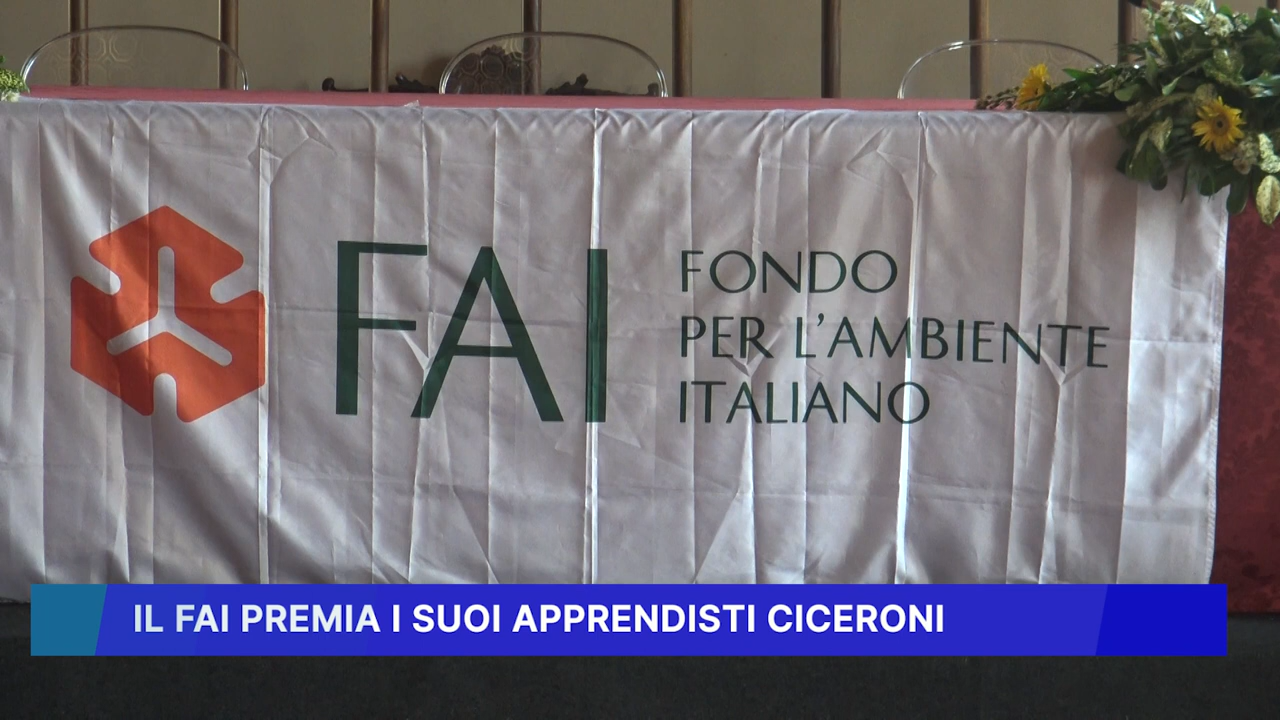 FAI
FONDO
PER L'AMBIENTE
ITALIANO
IL FAI PREMIA I SUOI APPRENDISTI CICERONI